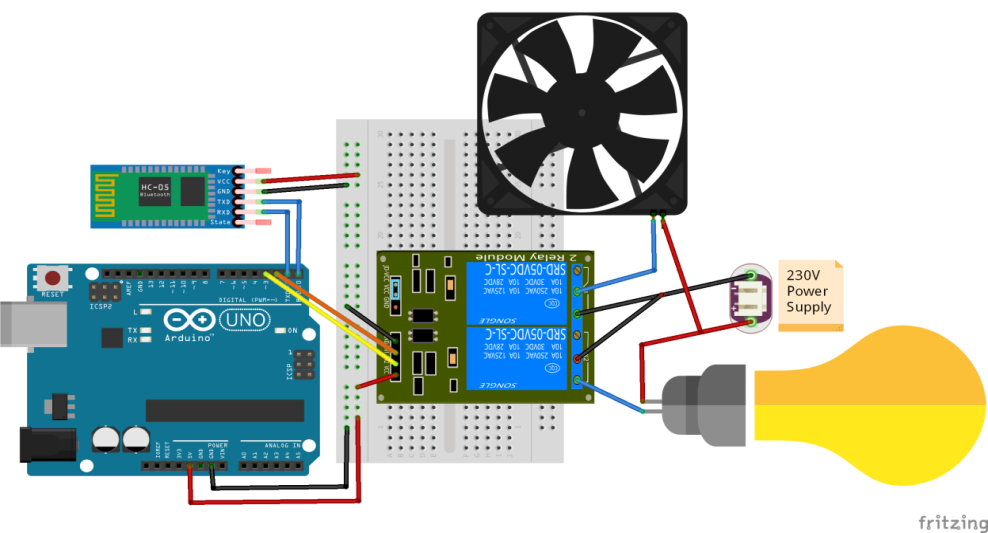 Key
VCC
GND
TXD
RXD
State
HC-05
Bluetooth
RESET
ICSP2
AREF
GND
13
12
~11
~10
~9
8
7
~6
~5
4
~3
2
DIGITAL (PWM=~)
L
TX
RX
Arduino
UNO
ON
1
ICSP
POWER
ANALOG IN
IOREF
RESET
3V3
5V
GND
GND
VIN
A0
A1
A2
A3
A4
A5
2 Relay Module
SRD-05VDC-SL-C
10A 30VDC 10A 28VDC
10A 250VAC 10A 125VAC
SONGLE
SRD-05VDC-SL-C
10A 30VDC 10A 28VDC
10A 250VAC 10A 125VAC
SONGLE
230V
Power
Supply
fritzing